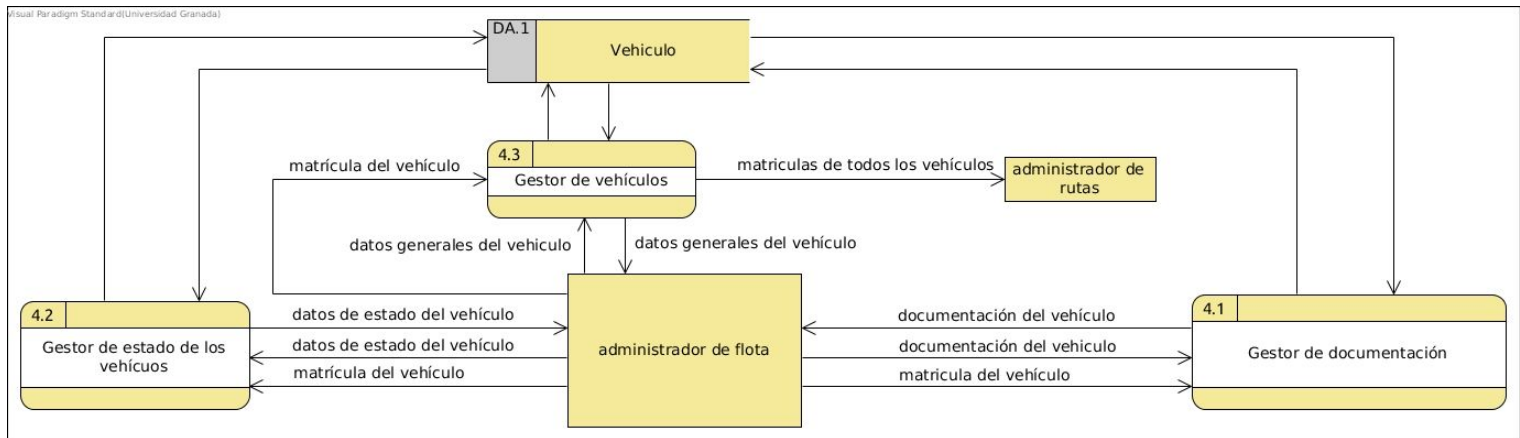 Visual Paradigm Standard(Universidad Granada)
DA.1
Vehiculo
4.3
Gestor de vehículos
matrícula del vehículo
matriculas de todos los vehículos
administrador de
rutas
datos generales del vehiculo
datos generales del vehículo
4.2
Gestor de estado de los
vehícuos
datos de estado del vehículo
datos de estado del vehículo
matrícula del vehículo
administrador de flota
documentación del vehículo
documentación del vehiculo
matricula del vehículo
4.1
Gestor de documentación